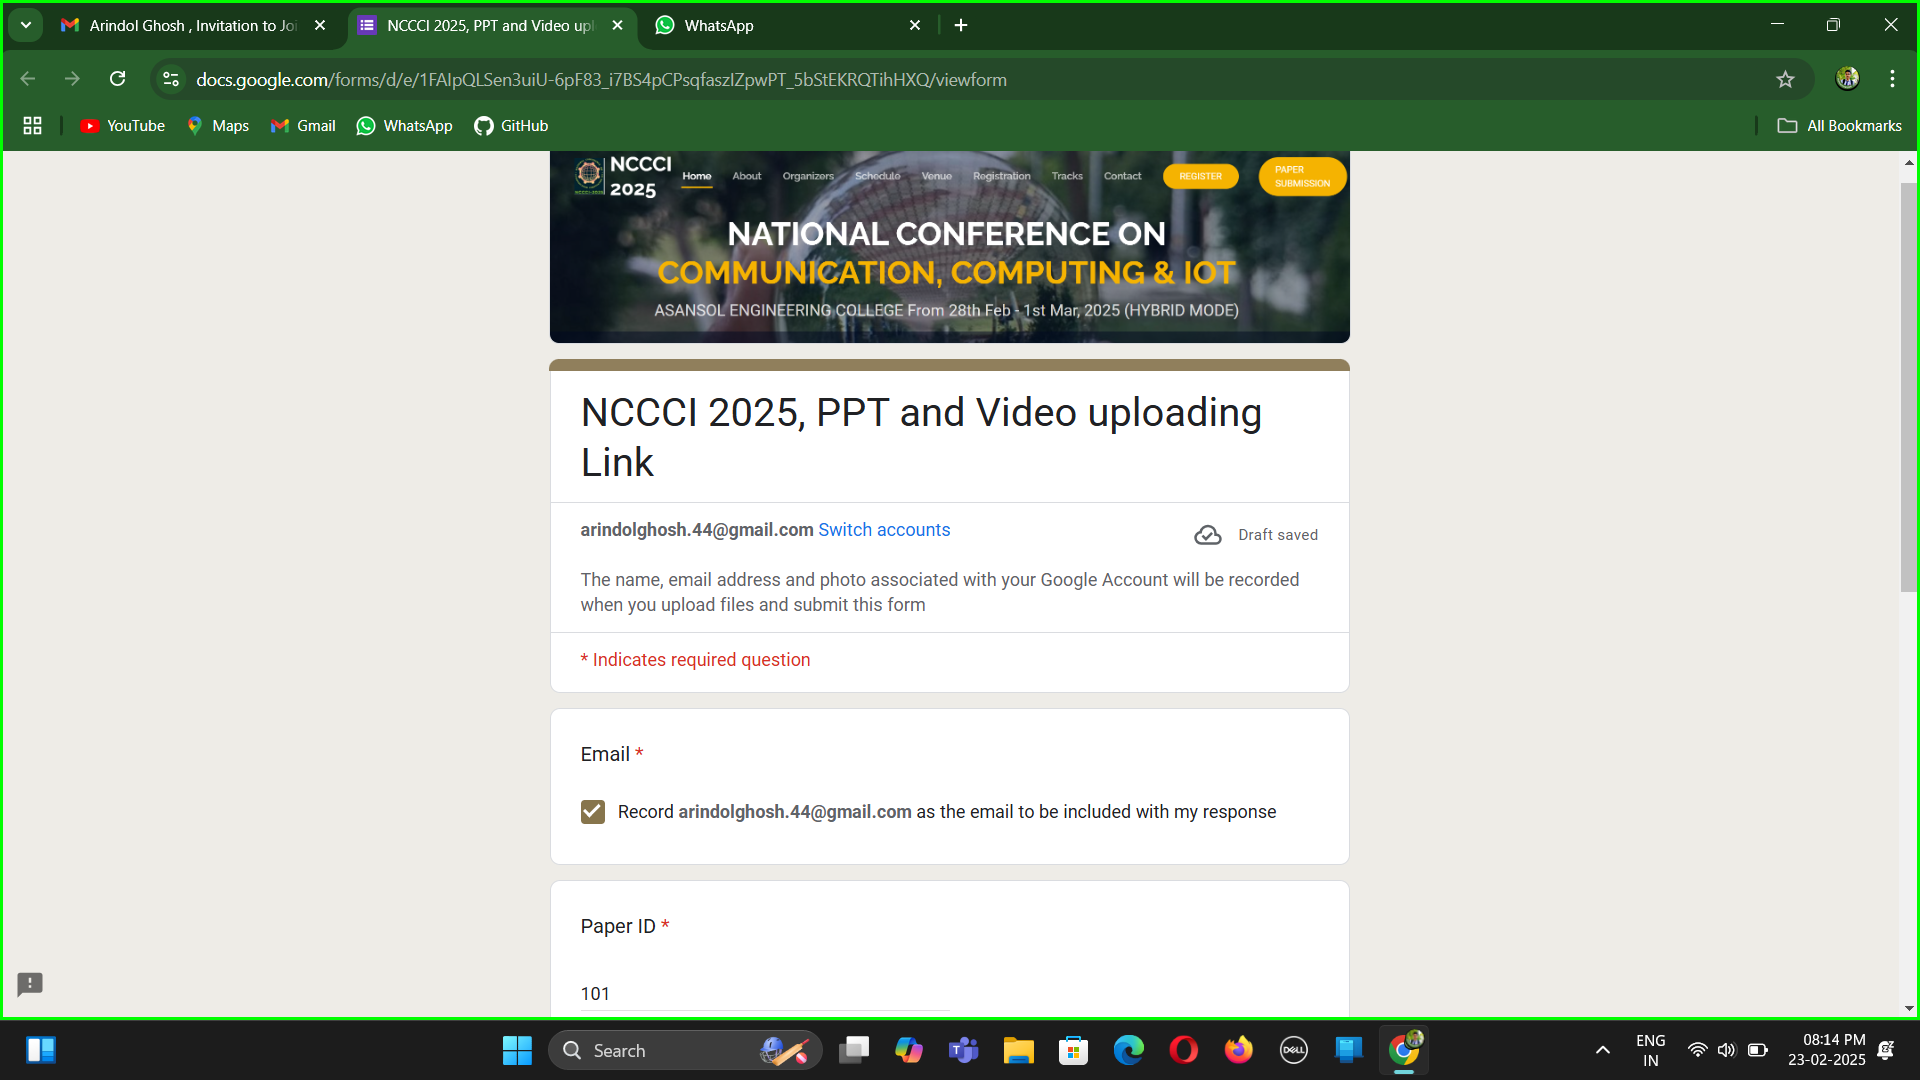 Arindol Ghosh , Invitation to Joi
NCCCI 2025, PPT and Video upl
WhatsApp
docs.google.com/forms/d/e/1FAIpQLSen3uiU-6pF83_i7BS4pCPsqfaszIZpwPT_5bStEKRQTihHXQ/viewform
YouTube Maps Gmail WhatsApp GitHub All Bookmarks
NCCCI 2025
Home About Organizers Schedule Venue Registration Tracks Contact REGISTER PAPER SUBMISSION
NATIONAL CONFERENCE ON
COMMUNICATION, COMPUTING & IOT
ASANSOL ENGINEERING COLLEGE From 28th Feb - 1st Mar, 2025 (HYBRID MODE)
NCCCI 2025, PPT and Video uploading
Link
arindolghosh.44@gmail.com Switch accounts
Draft saved
The name, email address and photo associated with your Google Account will be recorded
when you upload files and submit this form
* Indicates required question
Email *
Record arindolghosh.44@gmail.com as the email to be included with my response
Paper ID *
101
Search
DELL
ENG
IN
08:14 PM
23-02-2025